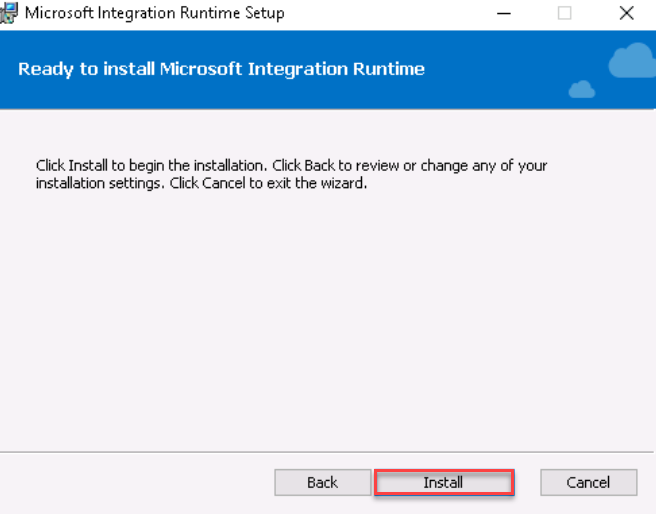 Microsoft Integration Runtime Setup
Ready to install Microsoft Integration Runtime
Click Install to begin the installation. Click Back to review or change any of your
installation settings. Click Cancel to exit the wizard.
Back Install Cancel